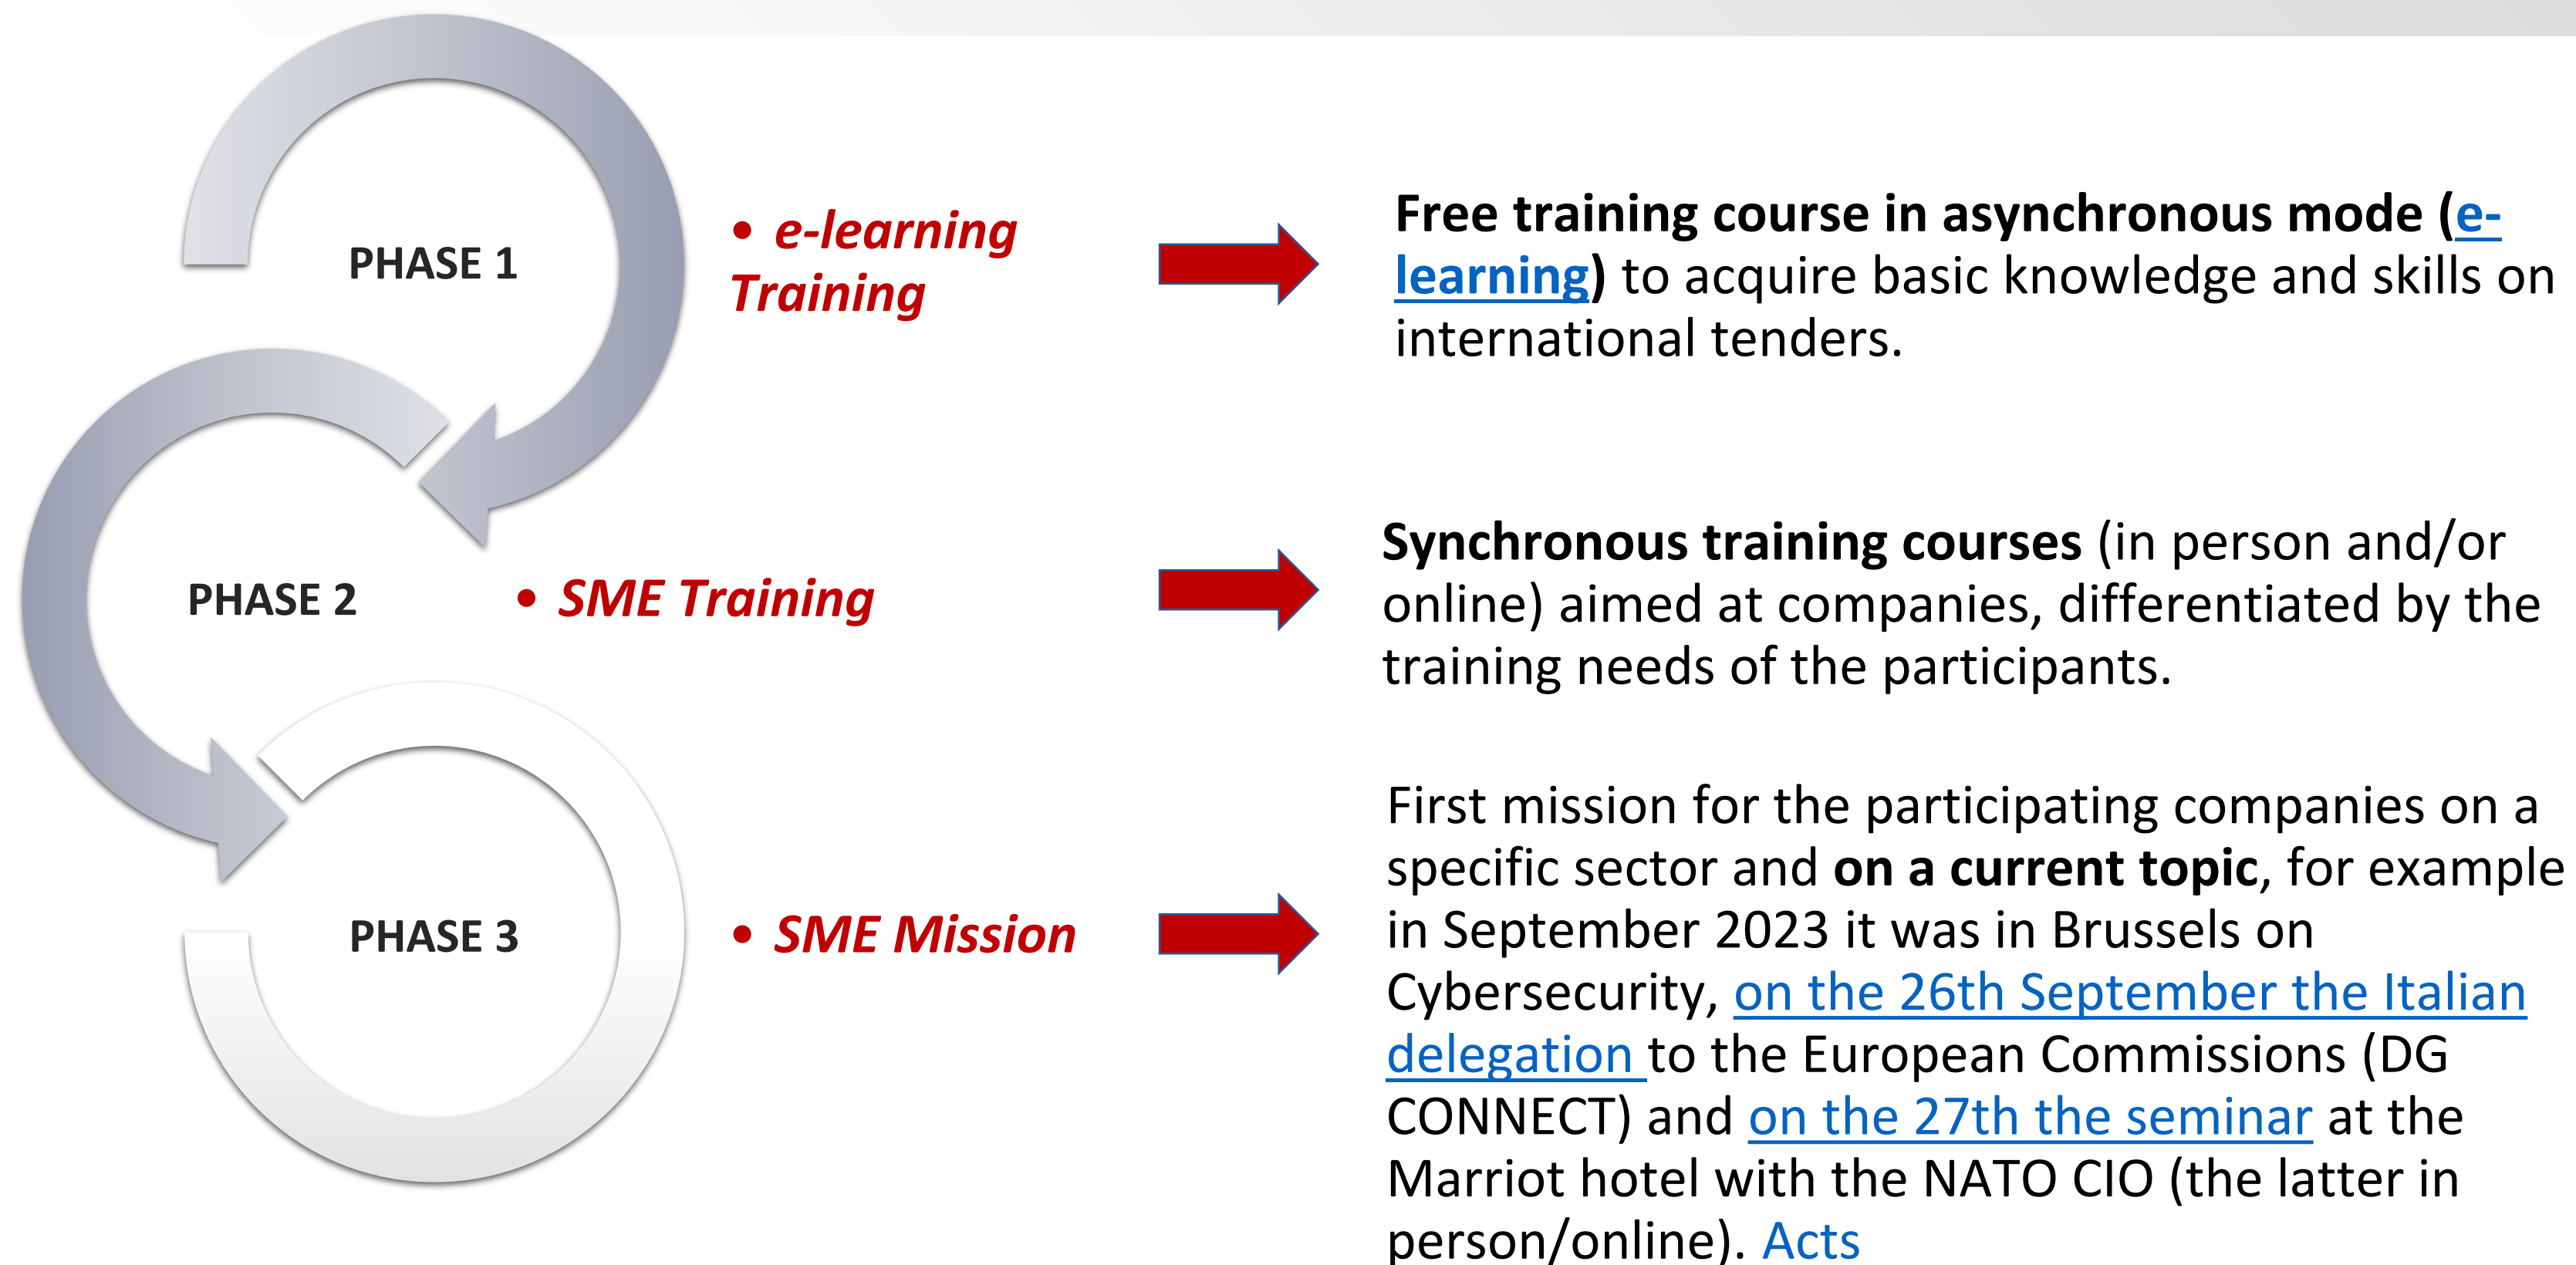 PHASE 1
• e-learning
Training
Free training course in asynchronous mode (e-
learning) to acquire basic knowledge and skills on
international tenders.
PHASE 2
• SME Training
Synchronous training courses (in person and/or
online) aimed at companies, differentiated by the
training needs of the participants.
PHASE 3
• SME Mission
First mission for the participating companies on a
specific sector and on a current topic, for example
in September 2023 it was in Brussels on
Cybersecurity, on the 26th September the Italian
delegation to the European Commissions (DG
CONNECT) and on the 27th the seminar at the
Marriot hotel with the NATO CIO (the latter in
person/online). Acts